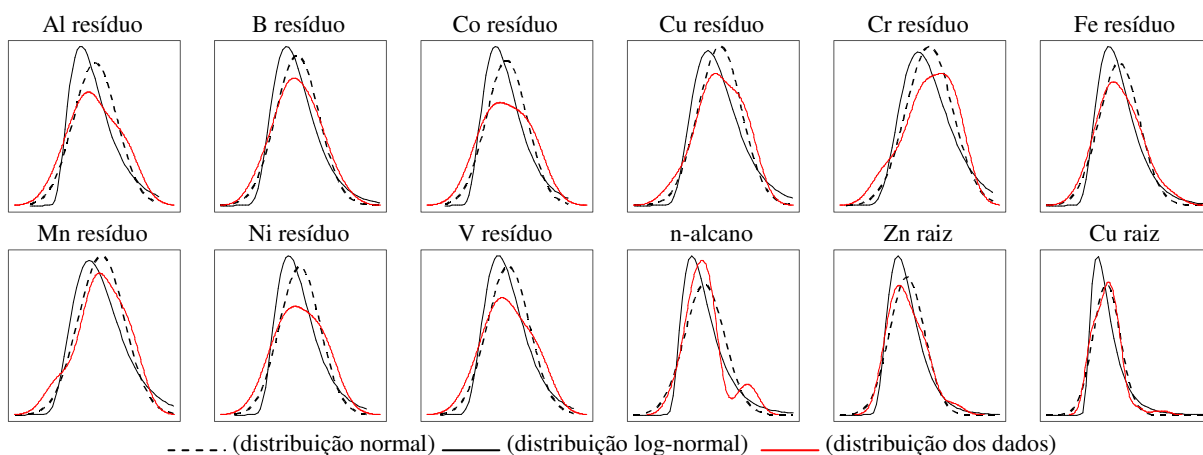 Al resíduo B resíduo Co resíduo Cu resíduo Cr resíduo Fe resíduo
Mn resíduo Ni resíduo V resíduo n-alcano Zn raiz Cu raiz
(distribuição normal) (distribuição log-normal) (distribuição dos dados)